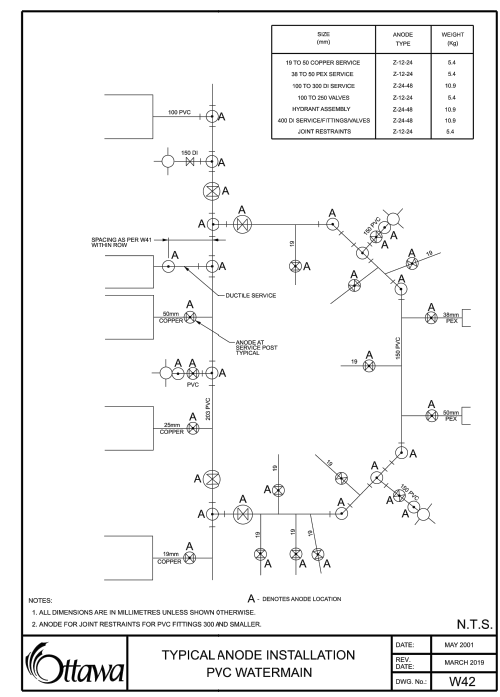 SIZE (mm) ANODE TYPE WEIGHT (Kg)
19 TO 50 COPPER SERVICE Z-12-24 5.4
38 TO 50 PEX SERVICE Z-12-24 5.4
100 TO 300 DI SERVICE Z-24-48 10.9
100 TO 250 VALVES Z-12-24 5.4
HYDRANT ASSEMBLY Z-24-48 10.9
400 DI SERVICE/FITTINGS/VALVES Z-24-48 10.9
JOINT RESTRAINTS Z-12-24 5.4
100 PVC
A
150 DI
A
A
A
A
A
150 PVC
A
A
19
A
SPACING AS PER W41
WITHIN ROW
A
A
A
19
A
A
DUCTILE SERVICE
50mm
COPPER
A
ANODE AT
SERVICE POST
TYPICAL
A
38mm
PEX
150 PVC
19
A
A
A
A
PVC
203 PVC
25mm
COPPER
A
A
50mm
PEX
A
A
19
A
19
A
150 PVC
A
A
A
A
A
19
19
19
A
A
A
19mm
COPPER
A
A - DENOTES ANODE LOCATION
NOTES:
1. ALL DIMENSIONS ARE IN MILLIMETRES UNLESS SHOWN OTHERWISE.
2. ANODE FOR JOINT RESTRAINTS FOR PVC FITTINGS 300 AND SMALLER.
N.T.S.
Ottawa
TYPICAL ANODE INSTALLATION
PVC WATERMAIN
DATE: MAY 2001
REV. DATE: MARCH 2019
DWG. No.: W42